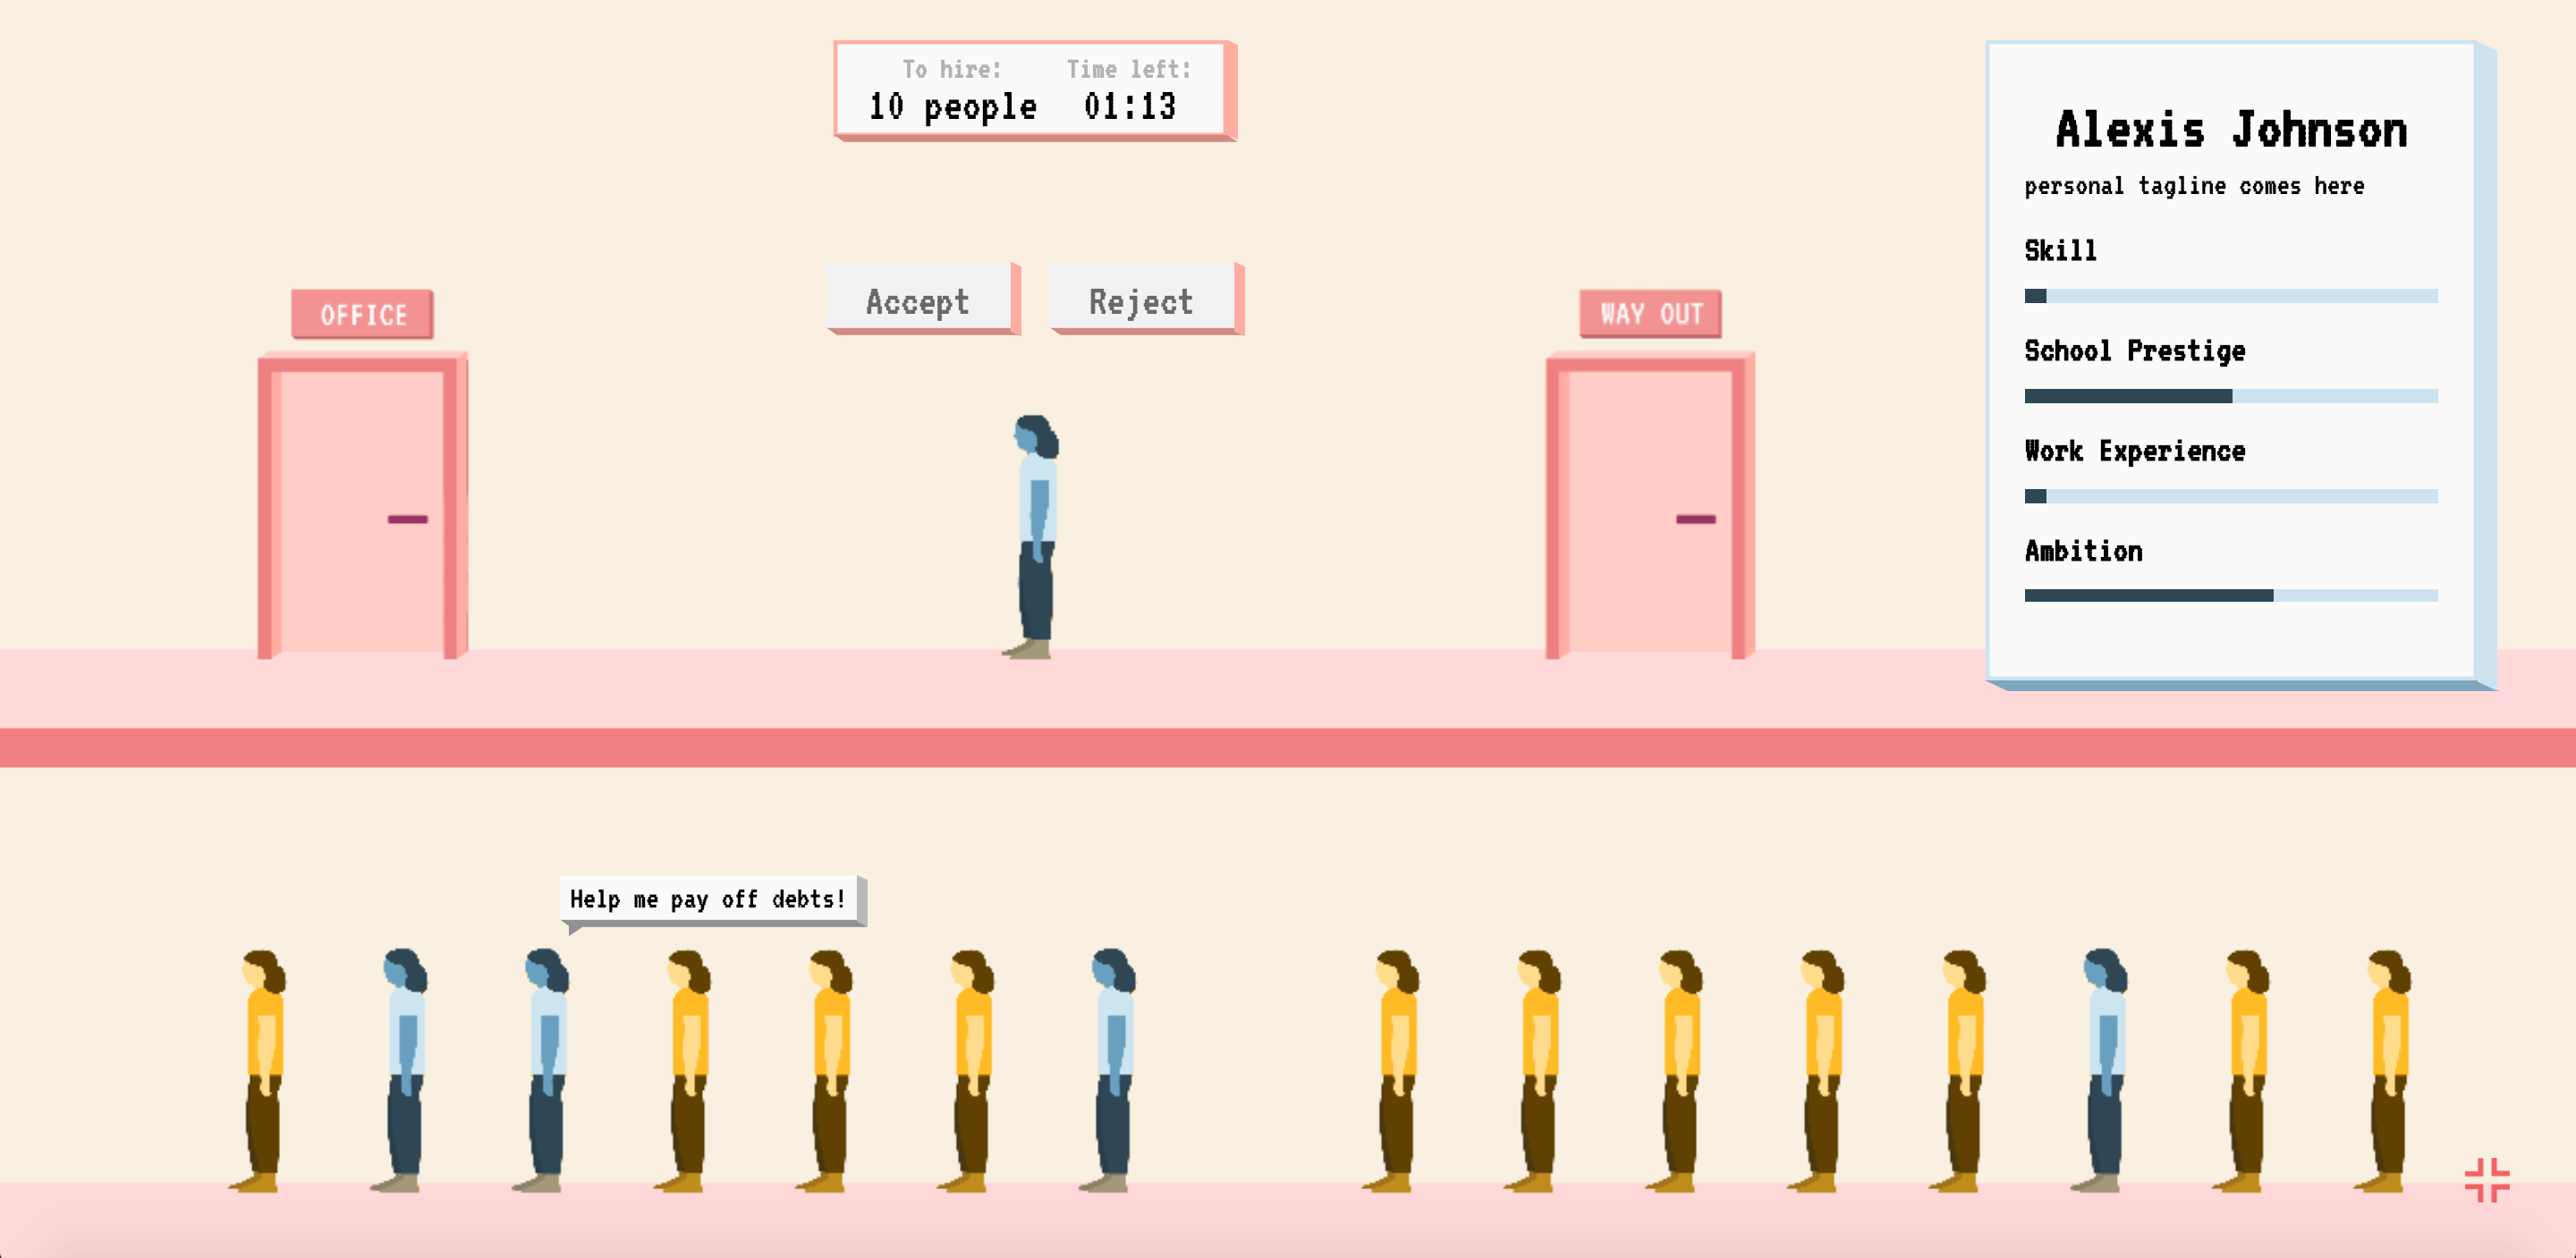 To hire: Time left:
10 people 01:13
Accept Reject
OFFICE
WAY OUT
Alexis Johnson
personal tagline comes here
Skill
School Prestige
Work Experience
Ambition
Help me pay off debts!